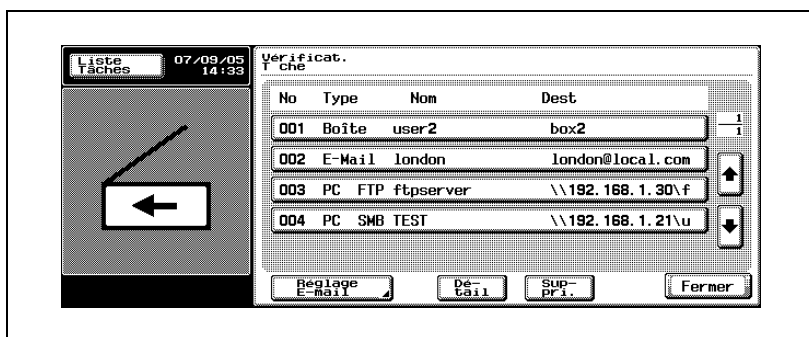 Liste
Tâches
07/09/05
14:33
Vérificat.
T che
No Type Nom Dest
001 Boîte user2 box2
002 E-Mail london london@local.com
003 PC FTP ftpserver \\192.168.1.30\f
004 PC SMB TEST \\192.168.1.21\u
1
1
Réglage
E-mail
Dé-
tail
Sup-
pri.
Fermer